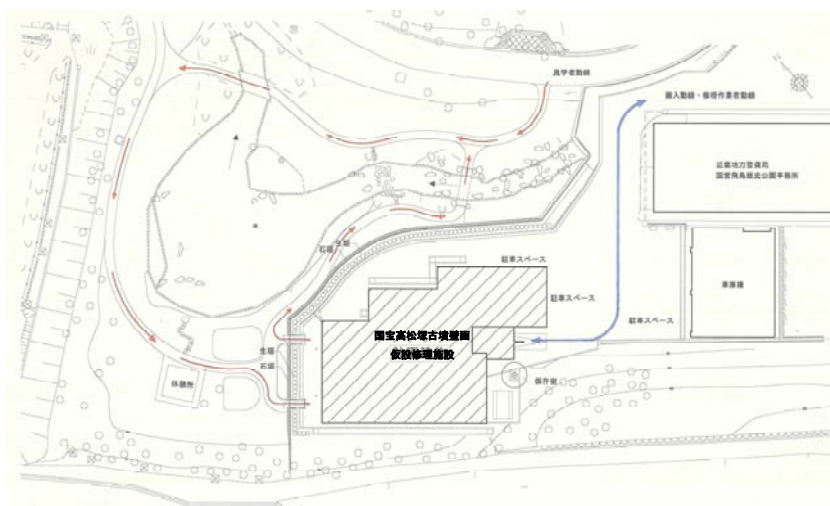 見学者動線
搬入動線・修理作業者動線
近畿地方整備局
国営飛鳥歴史公園事務所
生垣
石垣
駐車スペース
駐車スペース
車庫棟
駐車スペース
国宝高松塚古墳壁画
仮設修理施設
生垣
石垣
休憩所
保存樹